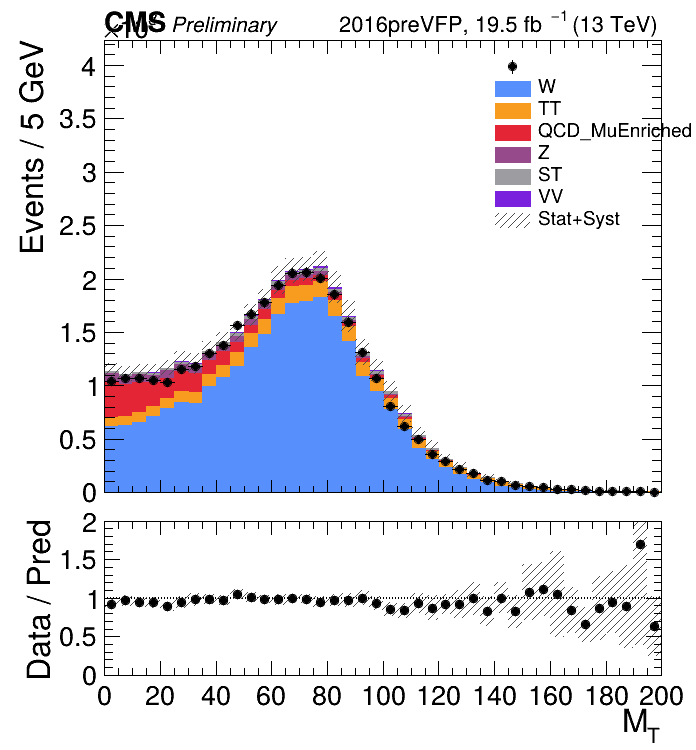 CMS Preliminary 2016preVFP, 19.5 fb⁻¹ (13 TeV)
Events / 5 GeV
4
3.5
3
2.5
2
1.5
1
0.5
0
W
TT
QCD_MuEnriched
Z
ST
VV
Stat+Syst
Data / Pred
2
1.5
1
0.5
0
0 20 40 60 80 100 120 140 160 180 200
M_T